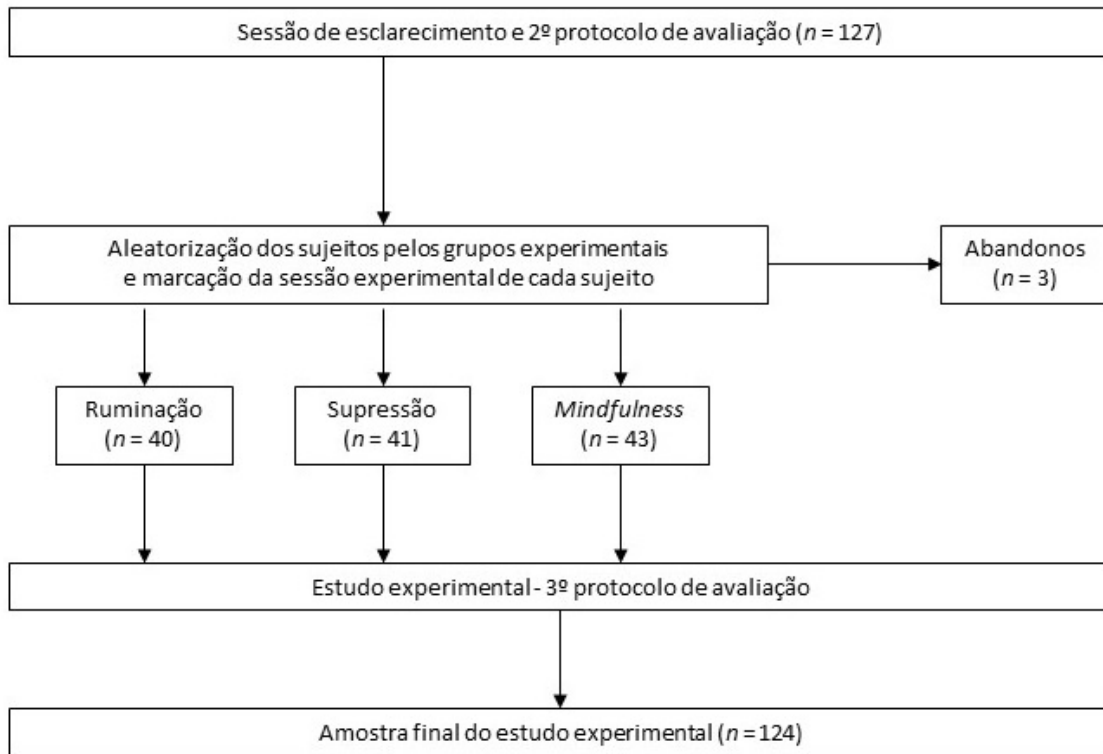 Sessão de esclarecimento e 2º protocolo de avaliação (n = 127)
Aleatorização dos sujeitos pelos grupos experimentais
e marcação da sessão experimental de cada sujeito
Abandonos
(n = 3)
Ruminação
(n = 40)
Supressão
(n = 41)
Mindfulness
(n = 43)
Estudo experimental - 3º protocolo de avaliação
Amostra final do estudo experimental (n = 124)